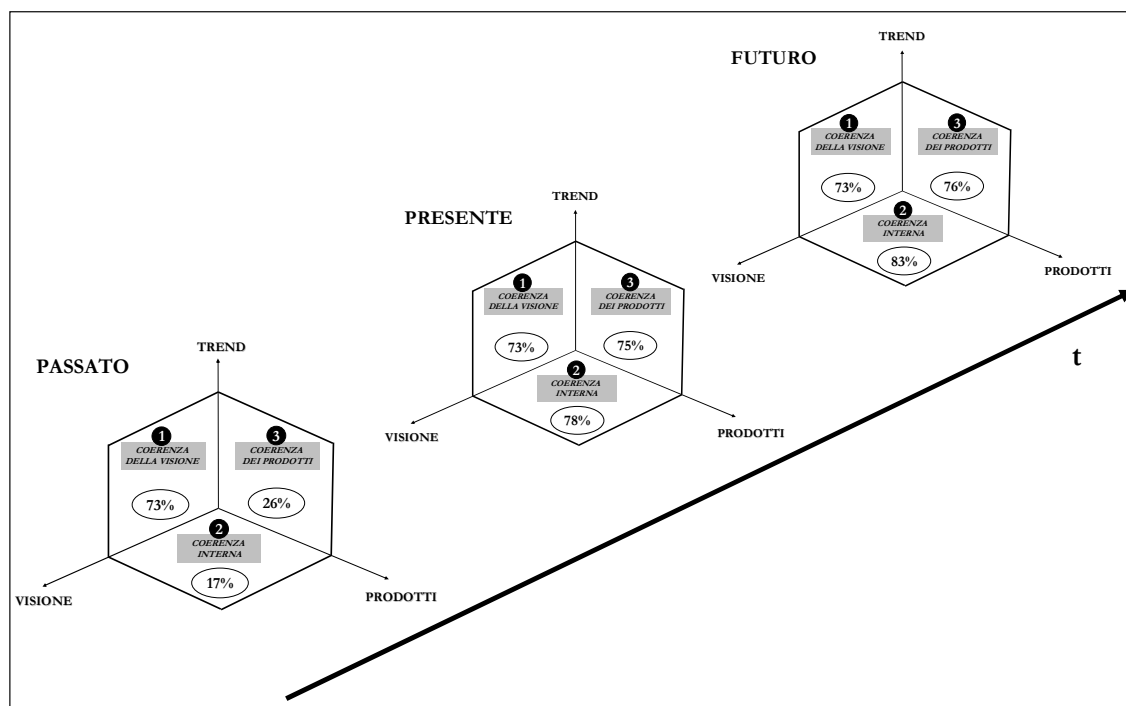 TREND
FUTURO
1
COERENZA
DELLA VISIONE
3
COERENZA
DEI PRODOTTI
73%
76%
2
COERENZA
INTERNA
83%
VISIONE
PRODOTTI
TREND
PRESENTE
1
COERENZA
DELLA VISIONE
3
COERENZA
DEI PRODOTTI
73%
75%
2
COERENZA
INTERNA
78%
VISIONE
PRODOTTI
TREND
PASSATO
1
COERENZA
DELLA VISIONE
3
COERENZA
DEI PRODOTTI
73%
26%
2
COERENZA
INTERNA
17%
VISIONE
PRODOTTI
t